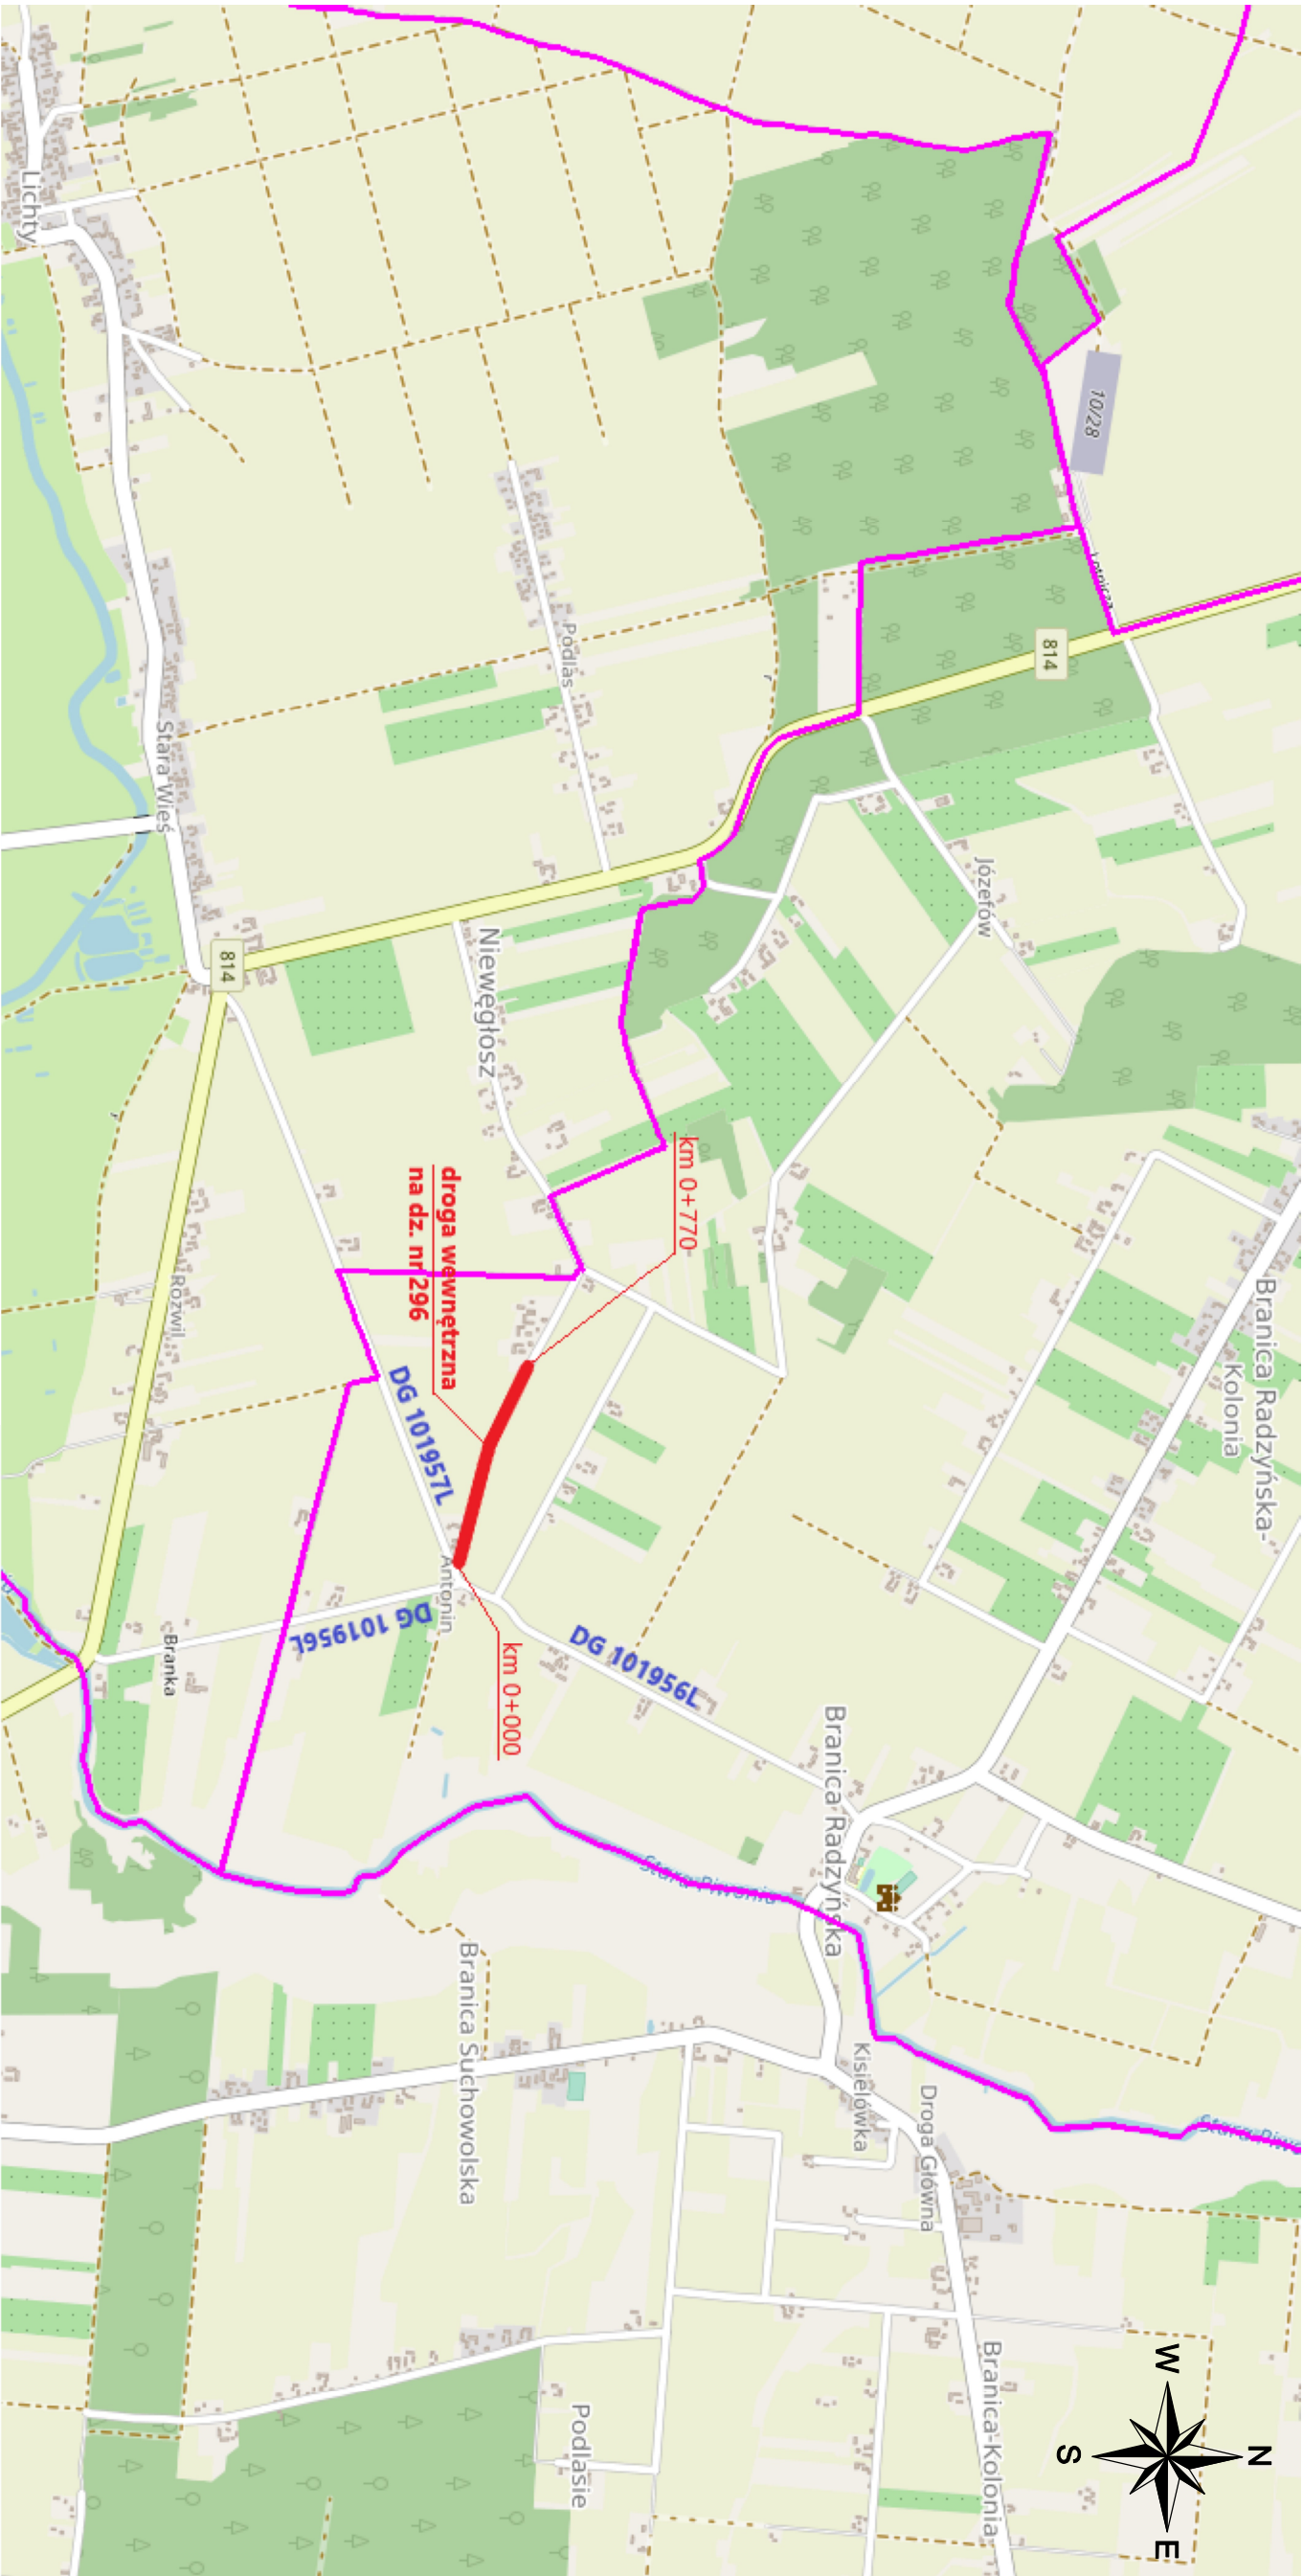 Lichty
10/28
814
Podlas
Stara Wieś
Józefów
814
Niewęgłosz
km 0+770
droga wewnętrzna
na dz. nr 296
Rozwil
Branica Radzyńska-
Kolonia
DG 101957L
Antonin
DG 101956L
km 0+000
DG 101956L
Branka
Branica Radzyńska
Stara Piwonia
Branica Suchowolska
Kisielówka
Droga Główna
Branica-Kolonia
Podlasie
W
N
S
E